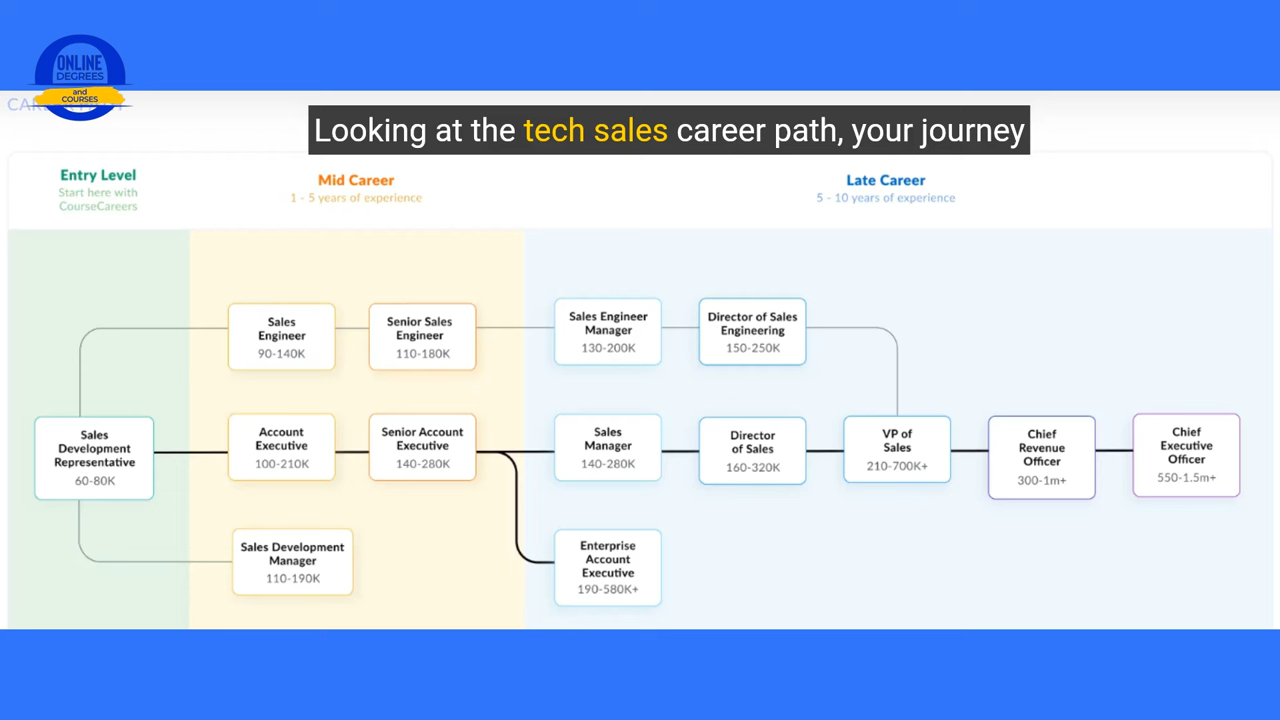 ONLINE
DEGREES
and
COURSES
Looking at the tech sales career path, your journey
Entry Level
Start here with
CourseCareers
Mid Career
1 - 5 years of experience
Late Career
5 - 10 years of experience
Sales
Engineer
90-140K
Senior Sales
Engineer
110-180K
Sales Engineer
Manager
130-200K
Director of Sales
Engineering
150-250K
Sales
Development
Representative
60-80K
Account
Executive
100-210K
Senior Account
Executive
140-280K
Sales
Manager
140-280K
Director
of Sales
160-320K
VP of
Sales
210-700K+
Chief
Revenue
Officer
300-1m+
Chief
Executive
Officer
550-1.5m+
Sales Development
Manager
110-190K
Enterprise
Account
Executive
190-580K+